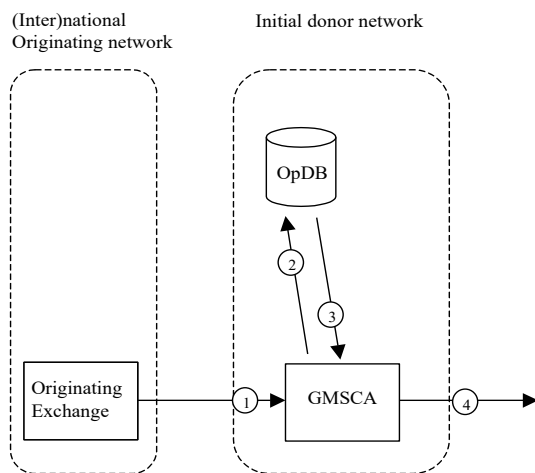 (Inter)national
Originating network
Initial donor network
OpDB
2
3
Originating
Exchange
1
GMSCA
4